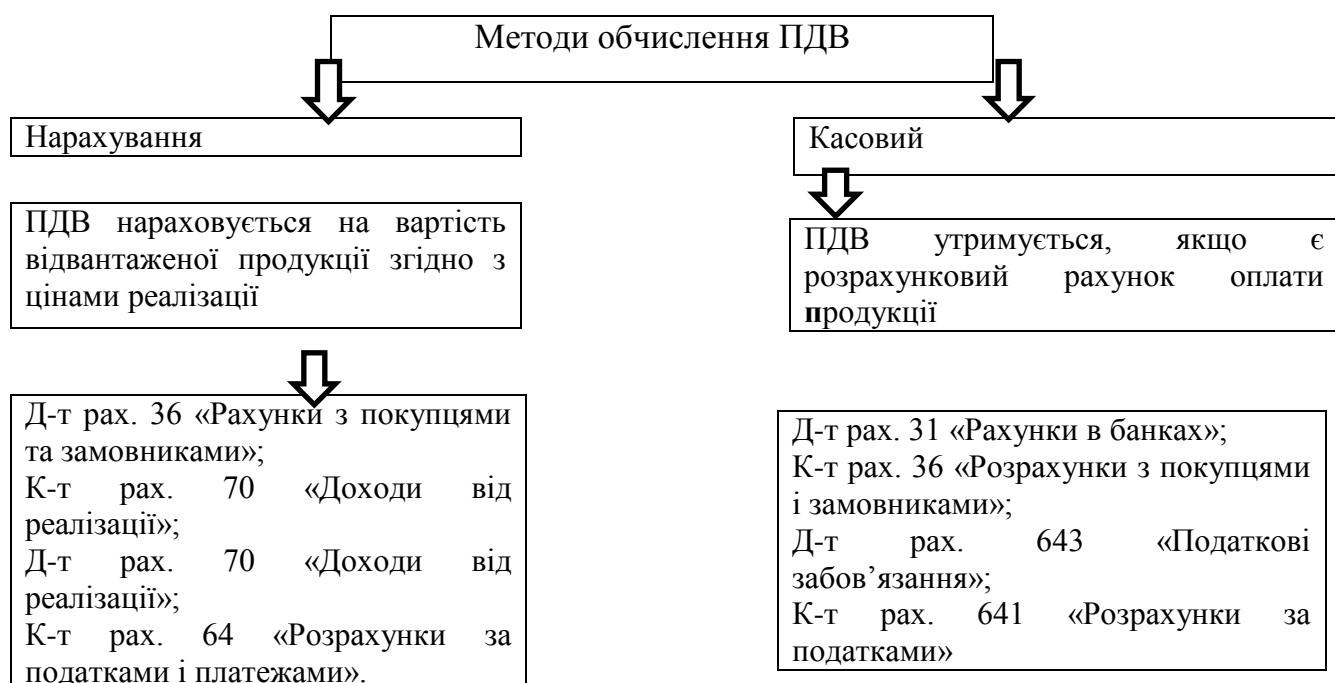 Методи обчислення ПДВ
Нарахування
Касовий
ПДВ нараховується на вартість
відвантаженої продукції згідно з
цінами реалізації
ПДВ утримується, якщо є
розрахунковий рахунок оплати
продукції
Д-т рах. 36 «Рахунки з покупцями
та замовниками»;
К-т рах. 70 «Доходи від
реалізації»;
Д-т рах. 70 «Доходи від
реалізації»;
К-т рах. 64 «Розрахунки за
податками і платежами».
Д-т рах. 31 «Рахунки в банках»;
К-т рах. 36 «Розрахунки з покупцями
і замовниками»;
Д-т рах. 643 «Податкові
забов’язання»;
К-т рах. 641 «Розрахунки за
податками»